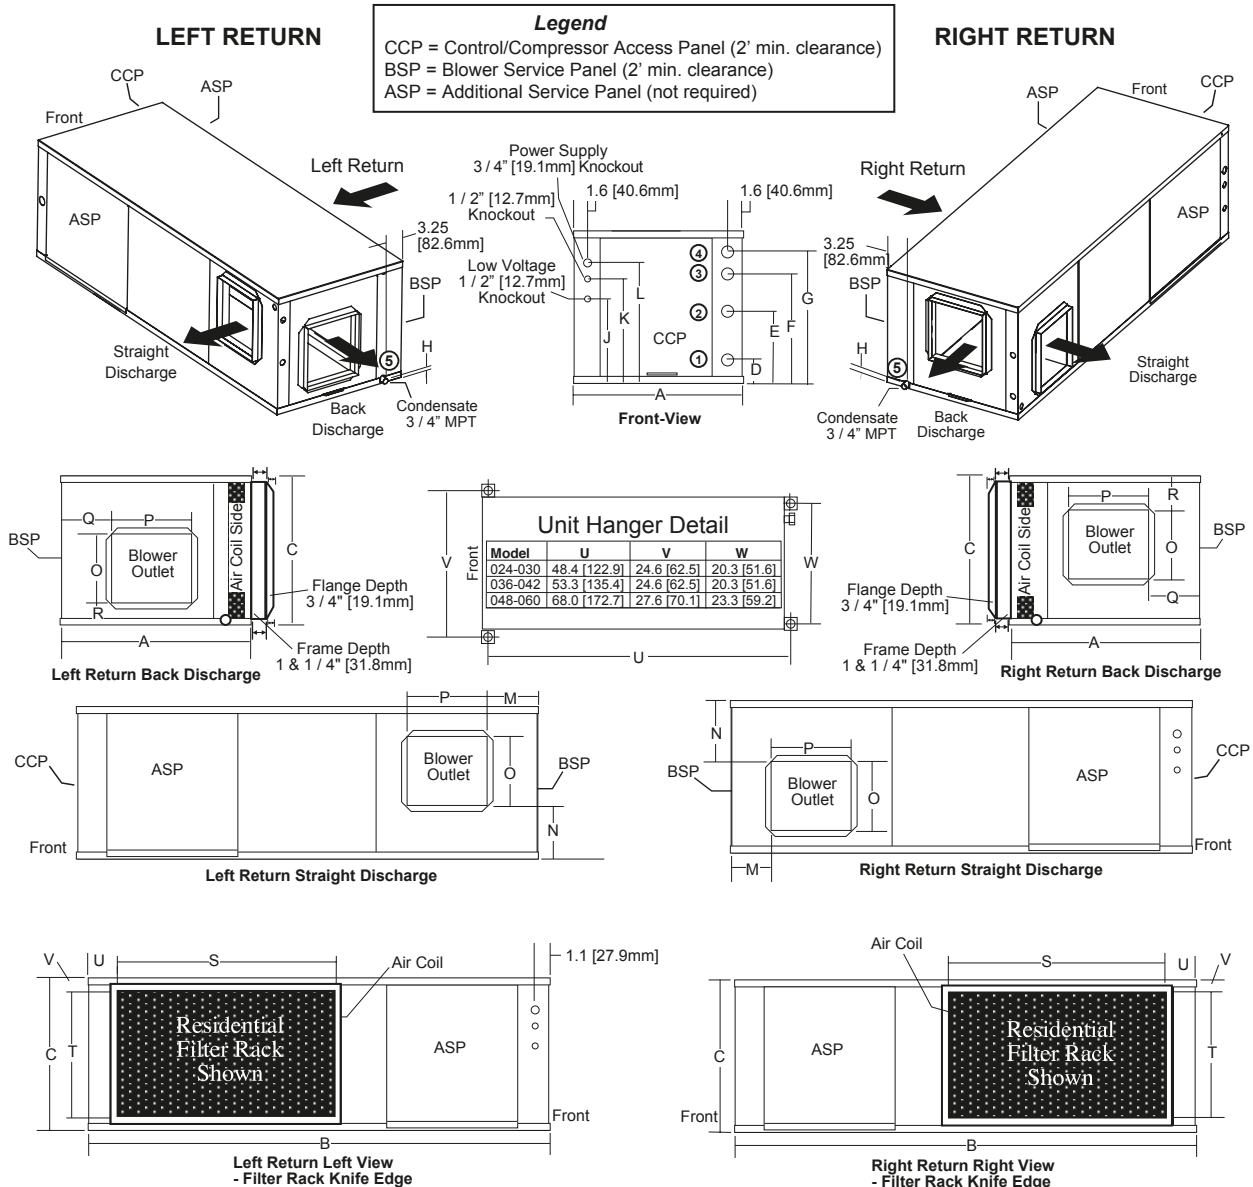 LEFT RETURN
Legend
CCP = Control/Compressor Access Panel (2’ min. clearance)
BSP = Blower Service Panel (2’ min. clearance)
ASP = Additional Service Panel (not required)
RIGHT RETURN
CCP
ASP
Front
Left Return
ASP
3.25
[82.6mm]
BSP
H
5
Straight
Discharge
Back
Discharge
Condensate
3 / 4” MPT
Power Supply
3 / 4” [19.1mm] Knockout
1.6 [40.6mm]
1.6 [40.6mm]
1 / 2” [12.7mm]
Knockout
Low Voltage
1 / 2” [12.7mm]
Knockout
4
3
2
1
L
K
J
CCP
G
F
E
D
A
Front-View
ASP
Front
CCP
Right Return
ASP
3.25
[82.6mm]
BSP
H
5
Straight
Discharge
Condensate
3 / 4” MPT
Back
Discharge
BSP
Q
P
O
Blower
Outlet
R
Air Coil Side
C
A
Flange Depth
3 / 4" [19.1mm]
Frame Depth
1 & 1 / 4" [31.8mm]
Left Return Back Discharge
V
Front
Unit Hanger Detail
Model U V W
024-030 48.4 [122.9] 24.6 [62.5] 20.3 [51.6]
036-042 53.3 [135.4] 24.6 [62.5] 20.3 [51.6]
048-060 68.0 [172.7] 27.6 [70.1] 23.3 [59.2]
W
U
C
Air Coil Side
P
R
Blower
Outlet
O
Q
BSP
A
Flange Depth
3 / 4" [19.1mm]
Frame Depth
1 & 1 / 4" [31.8mm]
Right Return Back Discharge
CCP
ASP
P
M
Blower
Outlet
O
BSP
N
Front
Left Return Straight Discharge
N
P
BSP
Blower
Outlet
O
ASP
CCP
Front
M
Right Return Straight Discharge
V
U
S
Air Coil
1.1 [27.9mm]
C
T
Residential
Filter Rack
Shown
ASP
Front
B
Left Return Left View
- Filter Rack Knife Edge
Air Coil
S
U
V
C
ASP
Residential
Filter Rack
Shown
T
Front
B
Right Return Right View
- Filter Rack Knife Edge